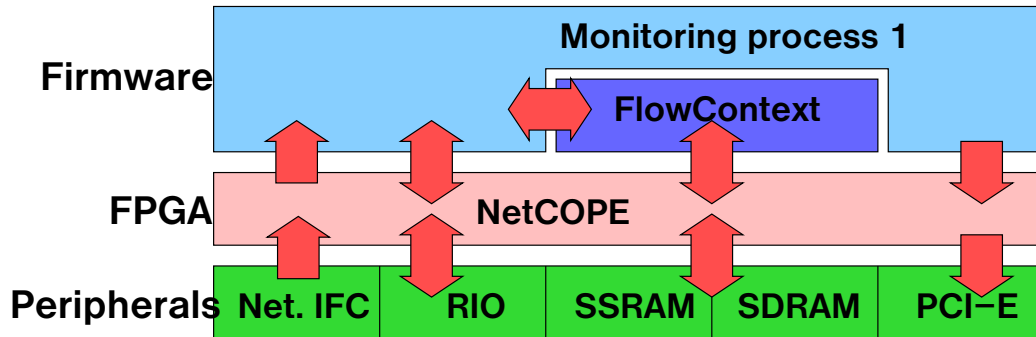 Monitoring process 1
Firmware
FlowContext
FPGA
NetCOPE
Peripherals Net. IFC RIO SSRAM SDRAM PCI−E